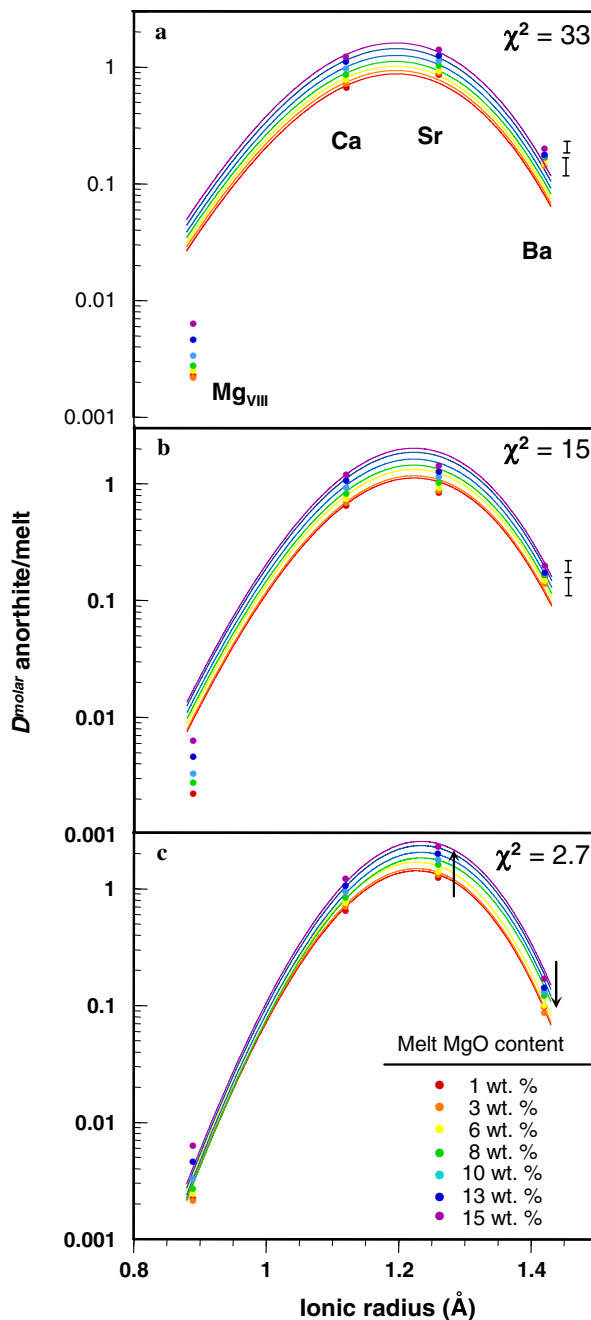 a
χ² = 33
1
Ca
Sr
0.1
Ba
0.01
Mg_VIII
0.001
b
χ² = 15
1
0.1
0.01
0.001
D^molar anorthite/melt
c
χ² = 2.7
1
0.1
Melt MgO content
1 wt. %
3 wt. %
6 wt. %
8 wt. %
10 wt. %
13 wt. %
15 wt. %
0.01
0.001
0.8
1
1.2
1.4
Ionic radius (Å)